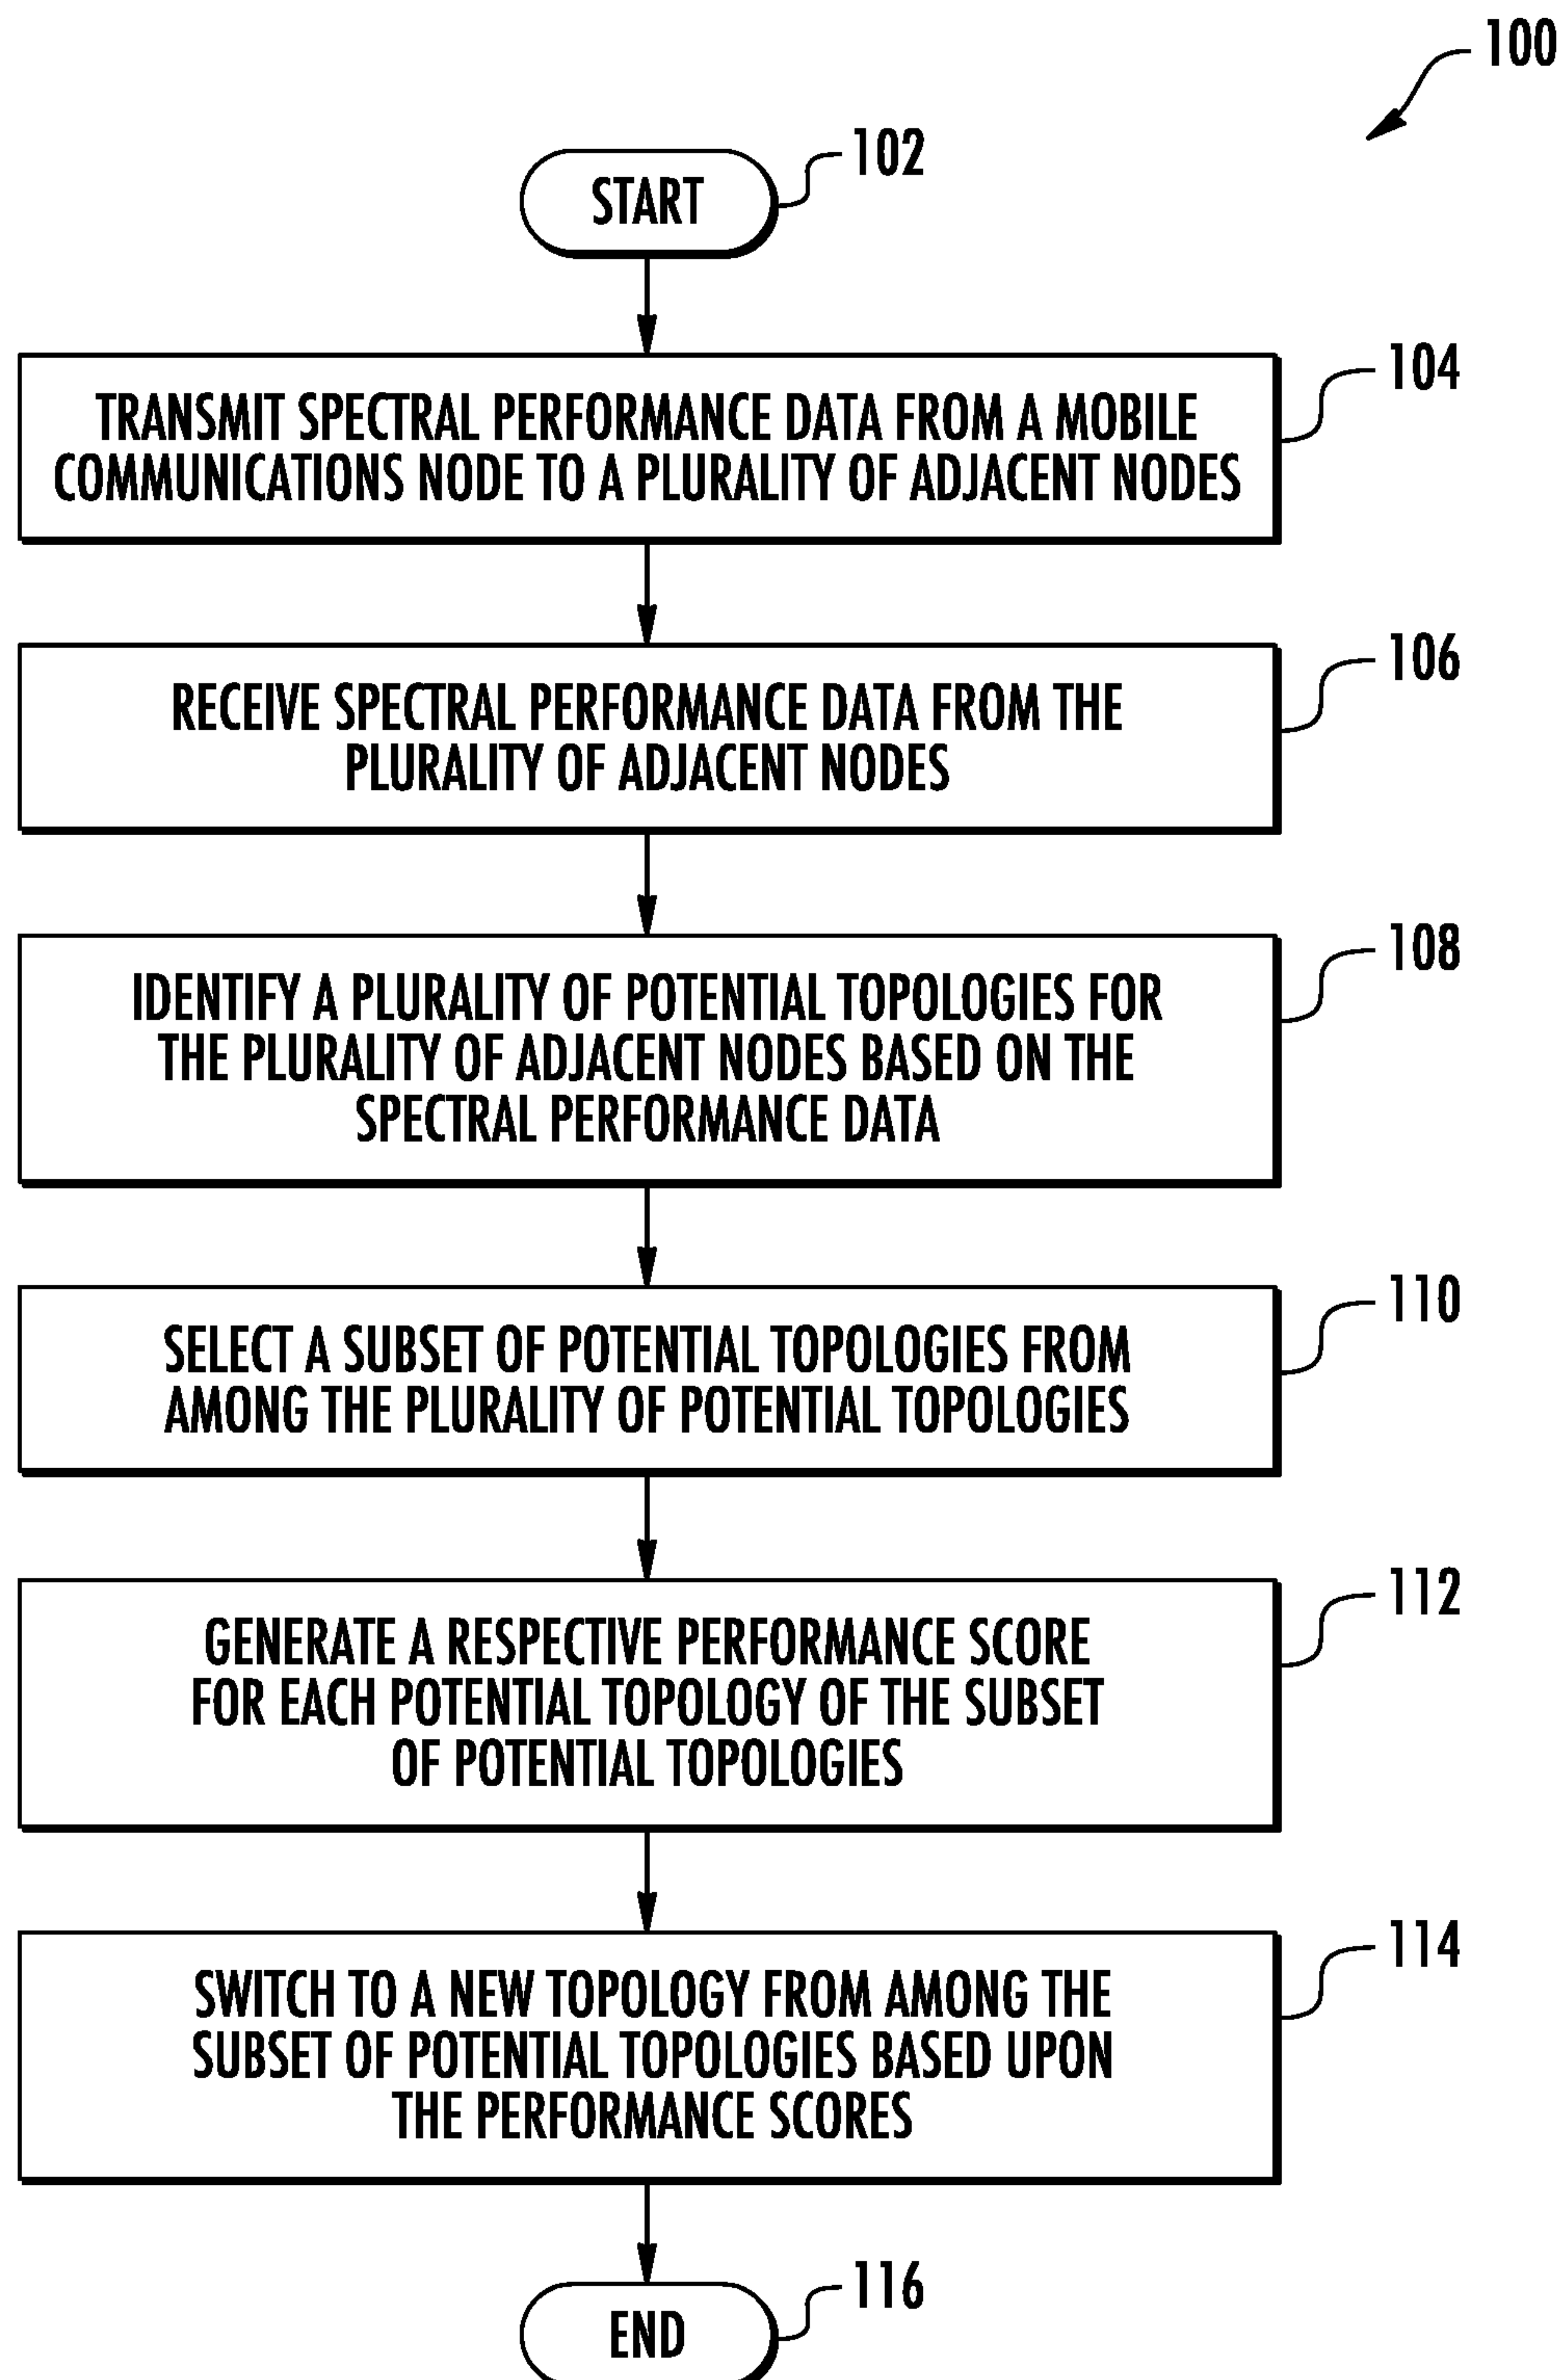 100
START
102
TRANSMIT SPECTRAL PERFORMANCE DATA FROM A MOBILE
COMMUNICATIONS NODE TO A PLURALITY OF ADJACENT NODES
104
RECEIVE SPECTRAL PERFORMANCE DATA FROM THE
PLURALITY OF ADJACENT NODES
106
IDENTIFY A PLURALITY OF POTENTIAL TOPOLOGIES FOR
THE PLURALITY OF ADJACENT NODES BASED ON THE
SPECTRAL PERFORMANCE DATA
108
SELECT A SUBSET OF POTENTIAL TOPOLOGIES FROM
AMONG THE PLURALITY OF POTENTIAL TOPOLOGIES
110
GENERATE A RESPECTIVE PERFORMANCE SCORE
FOR EACH POTENTIAL TOPOLOGY OF THE SUBSET
OF POTENTIAL TOPOLOGIES
112
SWITCH TO A NEW TOPOLOGY FROM AMONG THE
SUBSET OF POTENTIAL TOPOLOGIES BASED UPON
THE PERFORMANCE SCORES
114
END
116